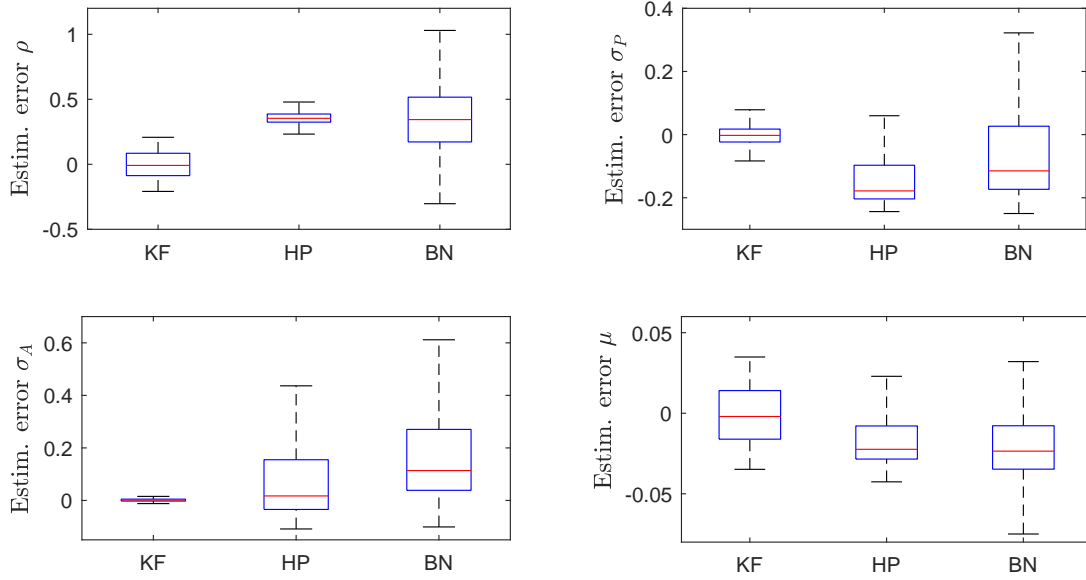 Estim. error ρ
1
0.5
0
-0.5
KF HP BN
Estim. error σ_P
0.4
0.2
0
-0.2
KF HP BN
Estim. error σ_A
0.6
0.4
0.2
0
KF HP BN
Estim. error μ
0.05
0
-0.05
KF HP BN